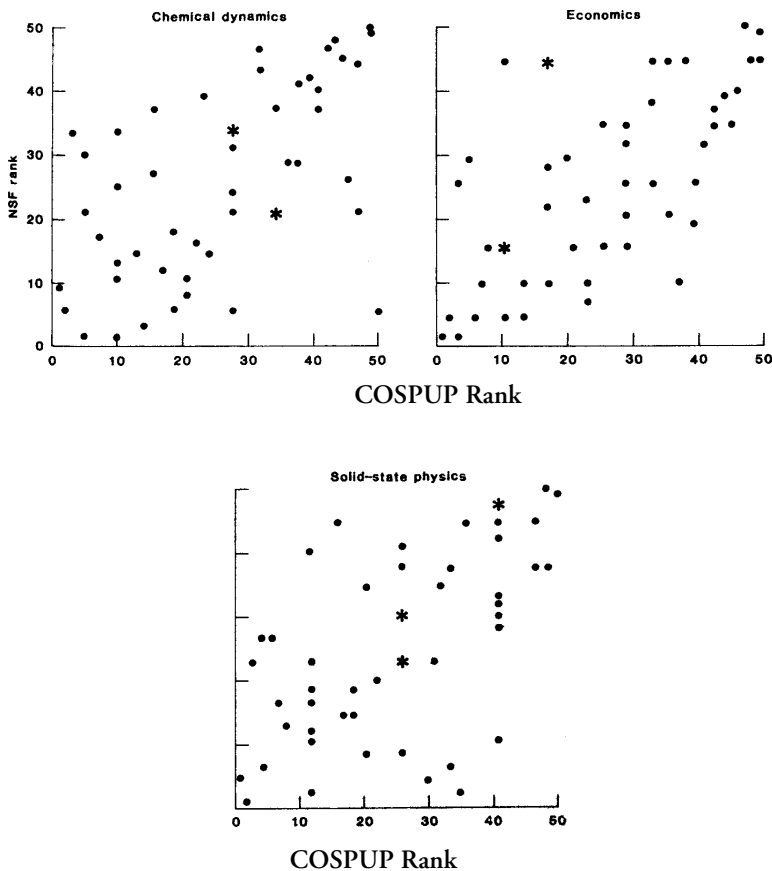 Chemical dynamics
50
40
30
20
10
0
NSF rank
0 10 20 30 40 50
Economics
0 10 20 30 40 50
COSPUP Rank
Solid-state physics
0 10 20 30 40 50
COSPUP Rank